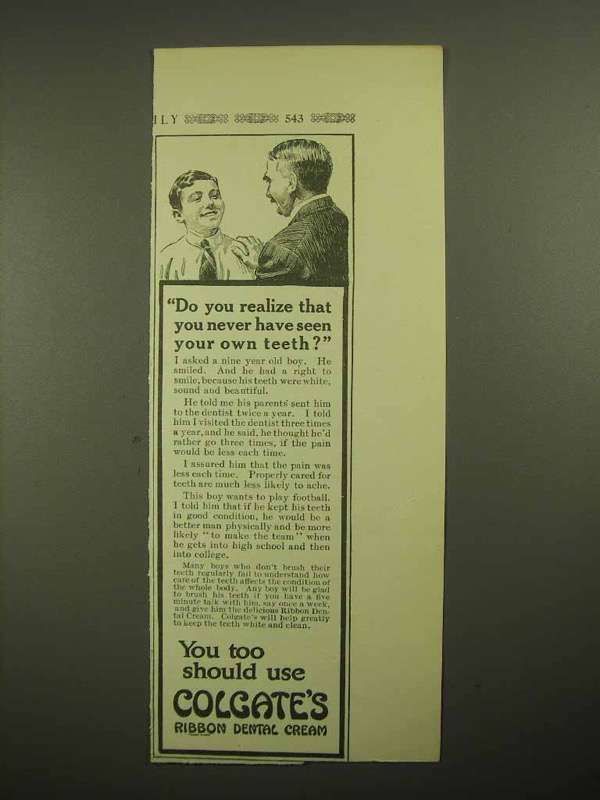 ILY 543
"Do you realize that
you never have seen
your own teeth?"
I asked a nine year old boy. He
smiled. And he had a right to
smile, because his teeth were white,
sound and beautiful.
He told me his parents sent him
to the dentist twice a year. I told
him I visited the dentist three times
a year, and he said, he thought he'd
rather go three times, if the pain
would be less each time.
I assured him that the pain was
less each time. Properly cared for
teeth are much less likely to ache.
This boy wants to play football.
I told him that if he kept his teeth
in good condition, he would be a
better man physically and be more
likely "to make the team" when
he gets into high school and then
into college.
Many boys who don't brush their
teeth regularly fail to understand how
care of the teeth affects the condition of
the whole body. Any boy will be glad
to brush his teeth if you have a five
minute talk with him, say once a week,
and give him the delicious Ribbon Den-
tal Cream. Colgate's will help greatly
to keep the teeth white and clean.
You too
should use
COLGATE'S
RIBBON DENTAL CREAM